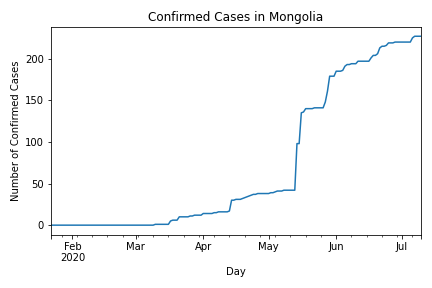 Confirmed Cases in Mongolia
Number of Confirmed Cases
200
150
100
50
0
Feb
2020
Mar
Apr
May
Jun
Jul
Day